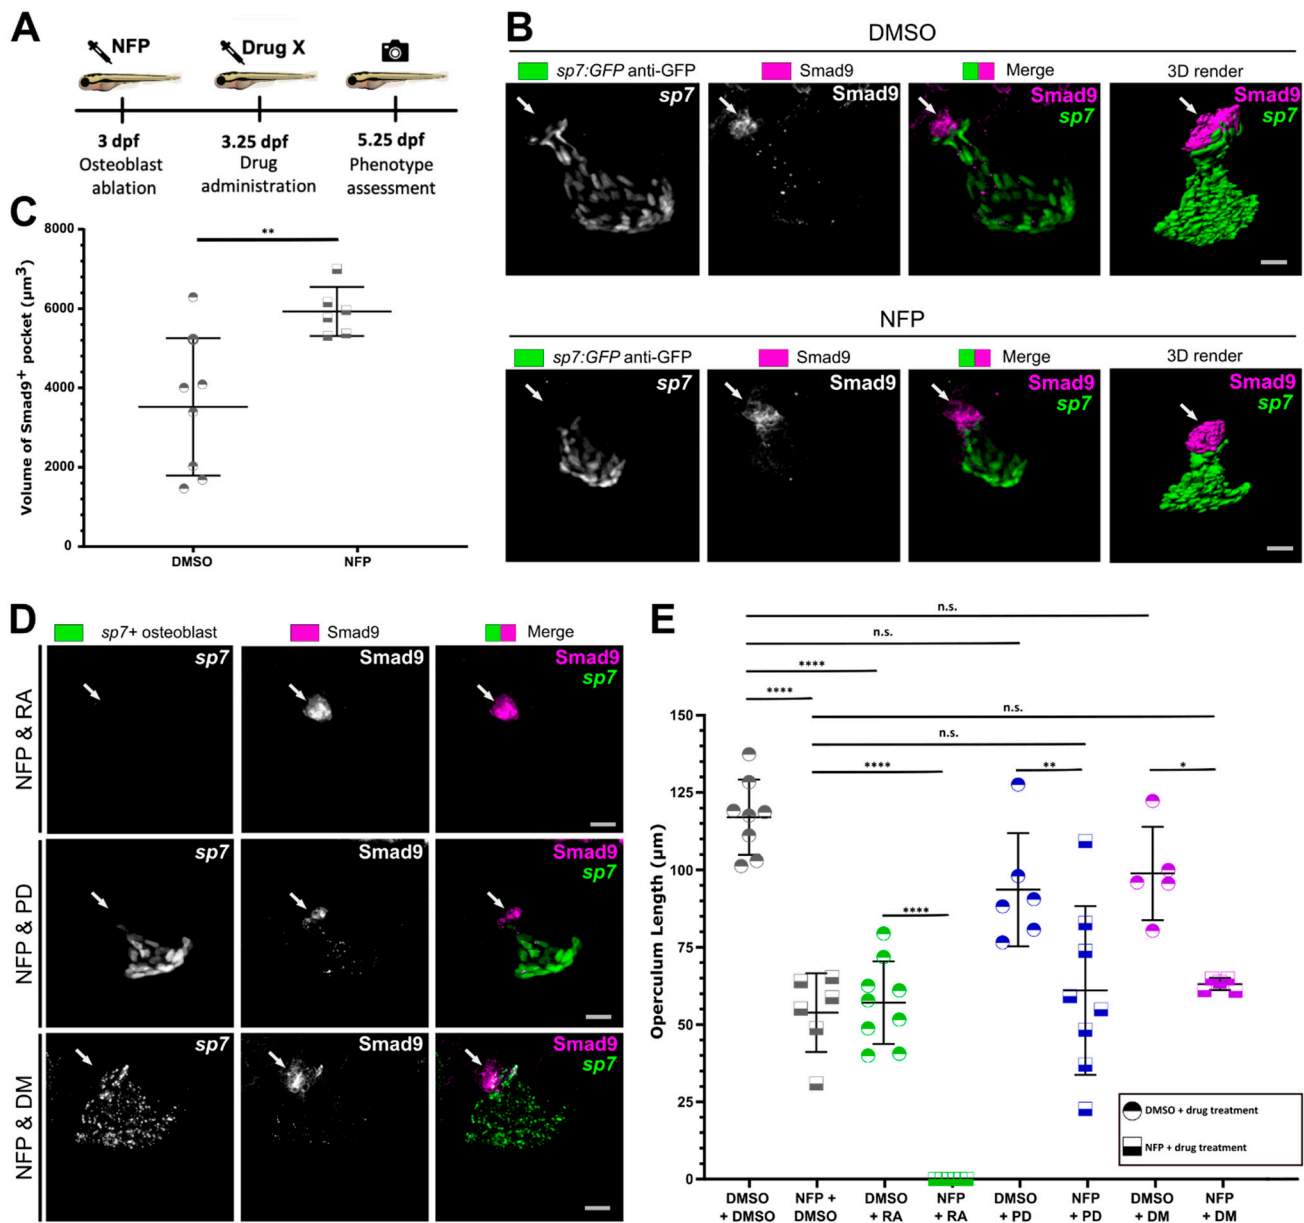 A
NFP
Drug X
3 dpf
Osteoblast
ablation
3.25 dpf
Drug
administration
5.25 dpf
Phenotype
assessment
B
DMSO
sp7:GFP anti-GFP
Smad9
Merge
3D render
sp7
Smad9
Smad9
sp7
Smad9
sp7
NFP
sp7:GFP anti-GFP
Smad9
Merge
3D render
sp7
Smad9
Smad9
sp7
Smad9
sp7
C
Volume of Smad9+ pocket (µm3)
8000
6000
4000
2000
0
**
DMSO
NFP
D
sp7+ osteoblast
Smad9
Merge
NFP & RA
sp7
Smad9
Smad9
sp7
NFP & PD
sp7
Smad9
Smad9
sp7
NFP & DM
sp7
Smad9
Smad9
sp7
E
n.s.
n.s.
****
****
n.s.
n.s.
****
**
*
****
Operculum Length (µm)
150
125
100
75
50
25
0
DMSO
+ DMSO
NFP +
DMSO
DMSO
+ RA
NFP
+ RA
DMSO
+ PD
NFP
+ PD
DMSO
+ DM
NFP
+ DM
DMSO + drug treatment
NFP + drug treatment